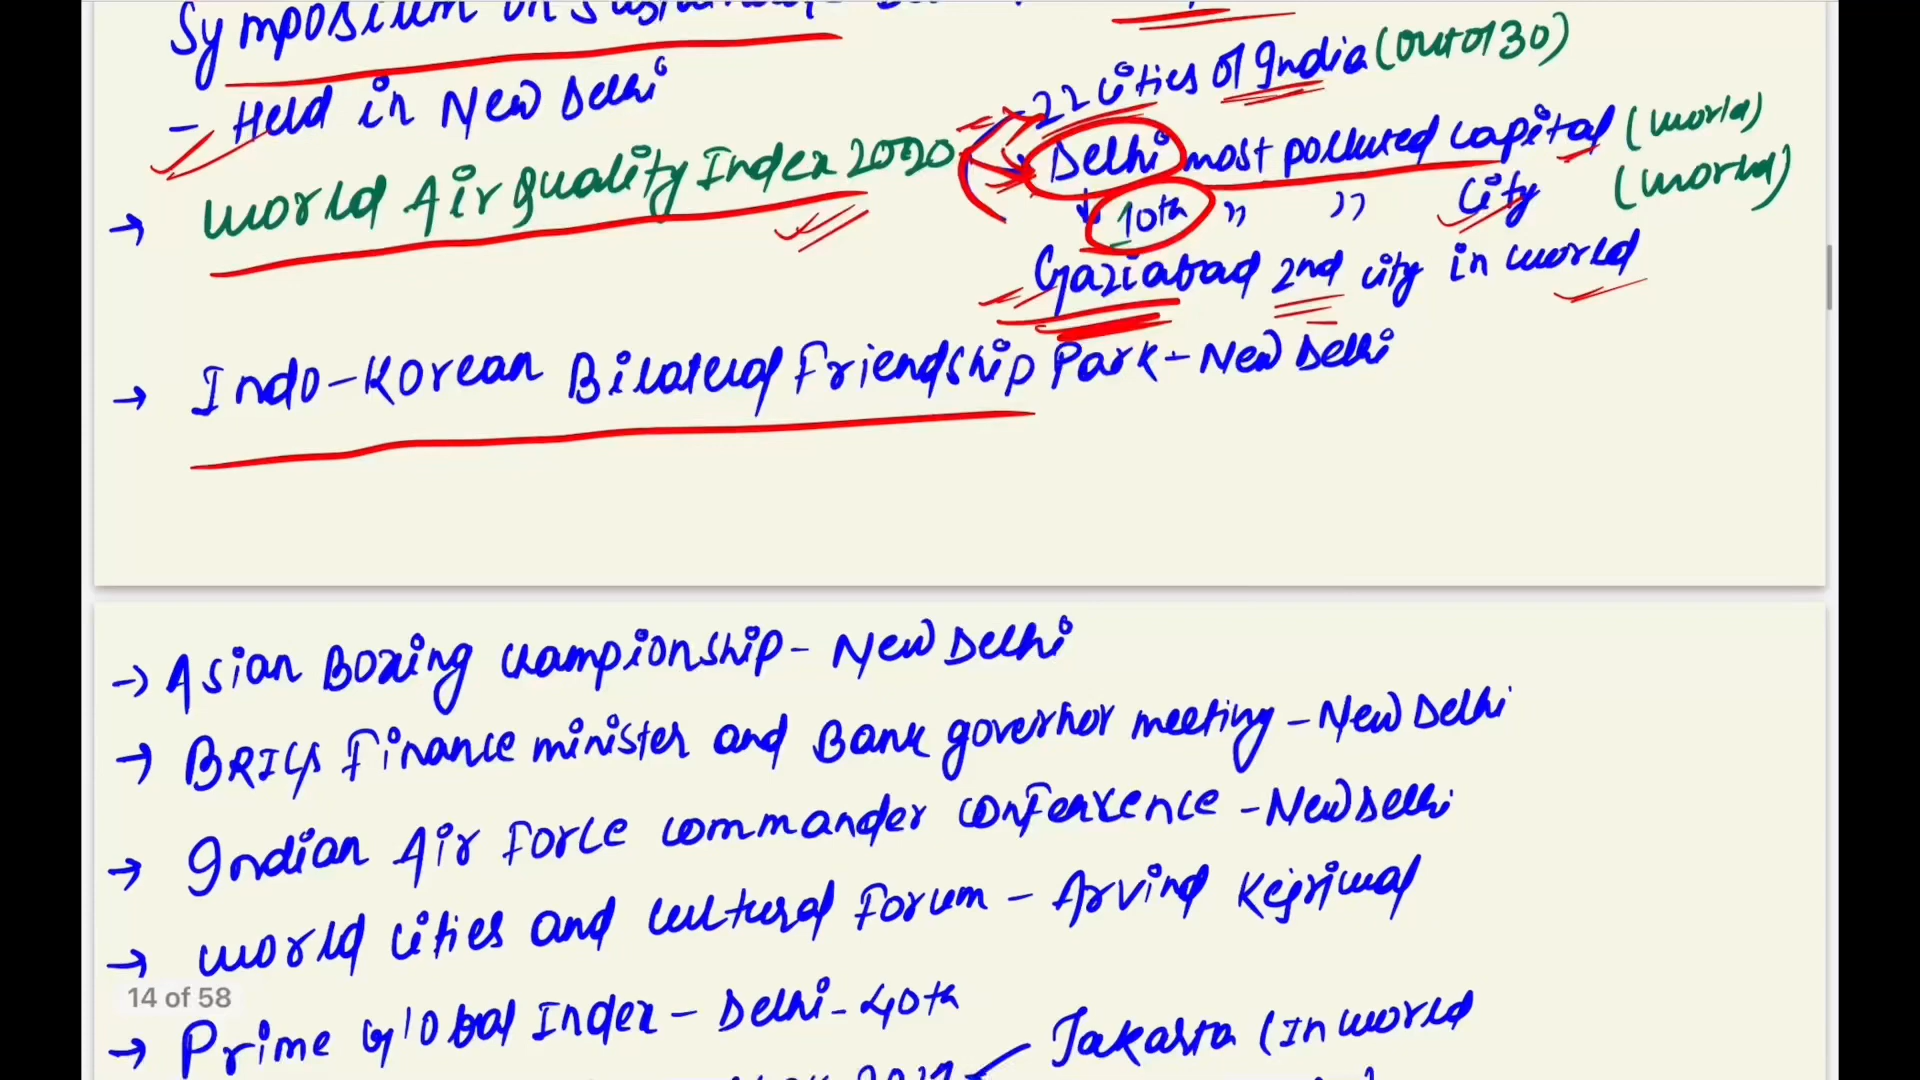 Symposium on
- Held in New Delhi
→ World Air Quality Index 2020
- 22 Cities of India (out of 30)
→ Delhi most polluted capital (world)
↓ 10th " " City (world)
Gaziabad 2nd city in world
→ Indo-Korean Bilateral Friendship Park - New Delhi
→ Asian Boxing championship - New Delhi
→ BRICS Finance minister and Bank governor meeting - New Delhi
→ Indian Air Force commander conference - New Delhi
→ world cities and cultural Forum - Arvind Kejriwal
14 of 58
→ Prime Global Index - Delhi - 40th
Jakarta (In world